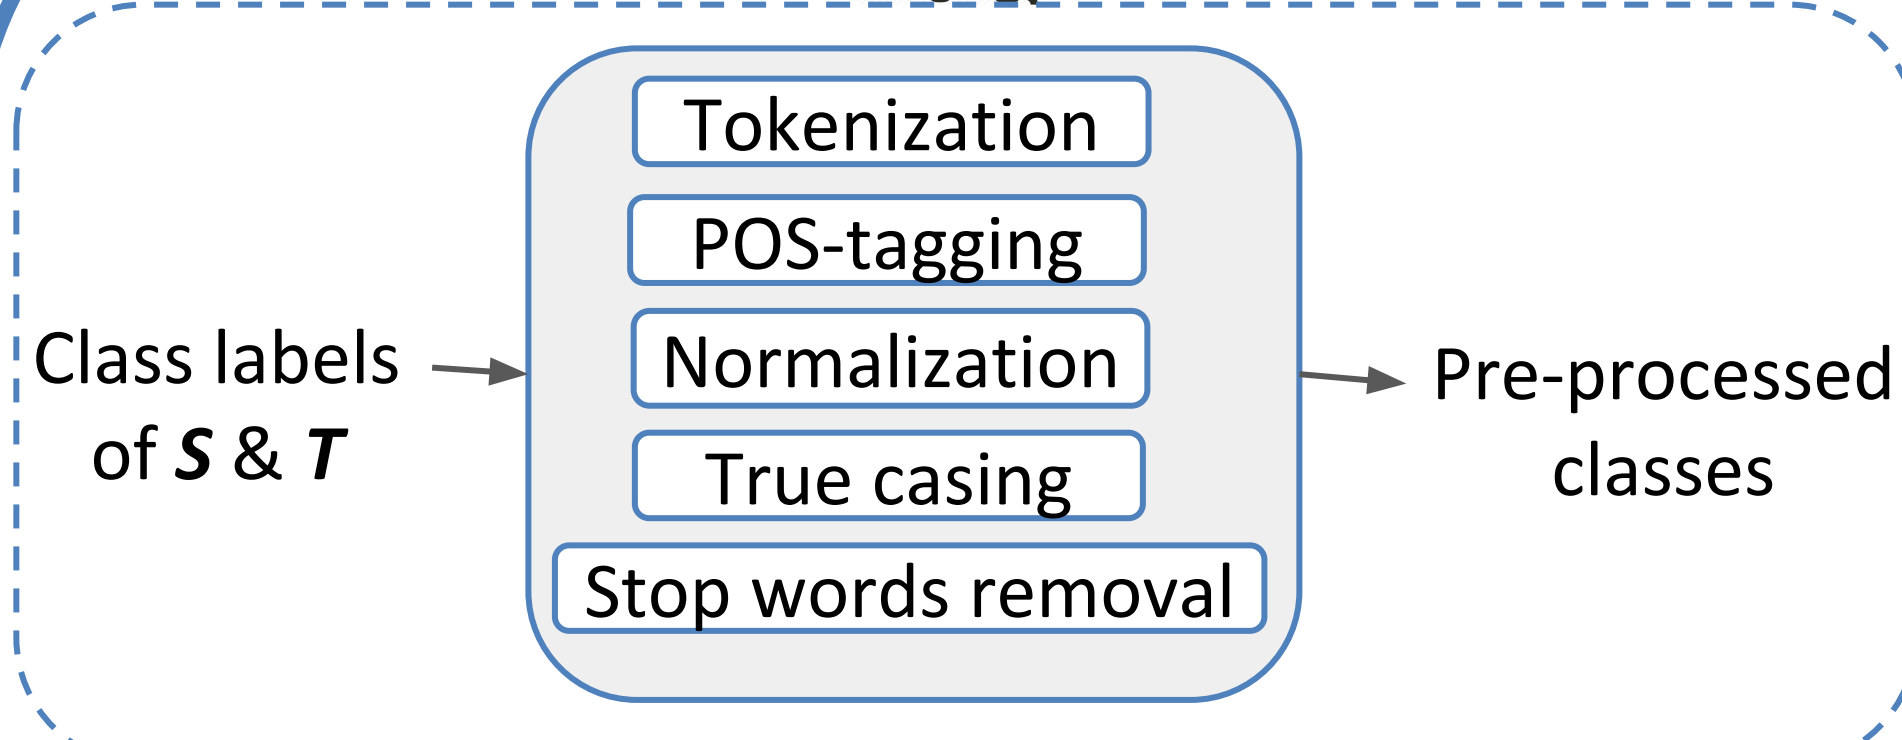 Tokenization
POS-tagging
Normalization
True casing
Stop words removal
Class labels
of S & T
Pre-processed
classes